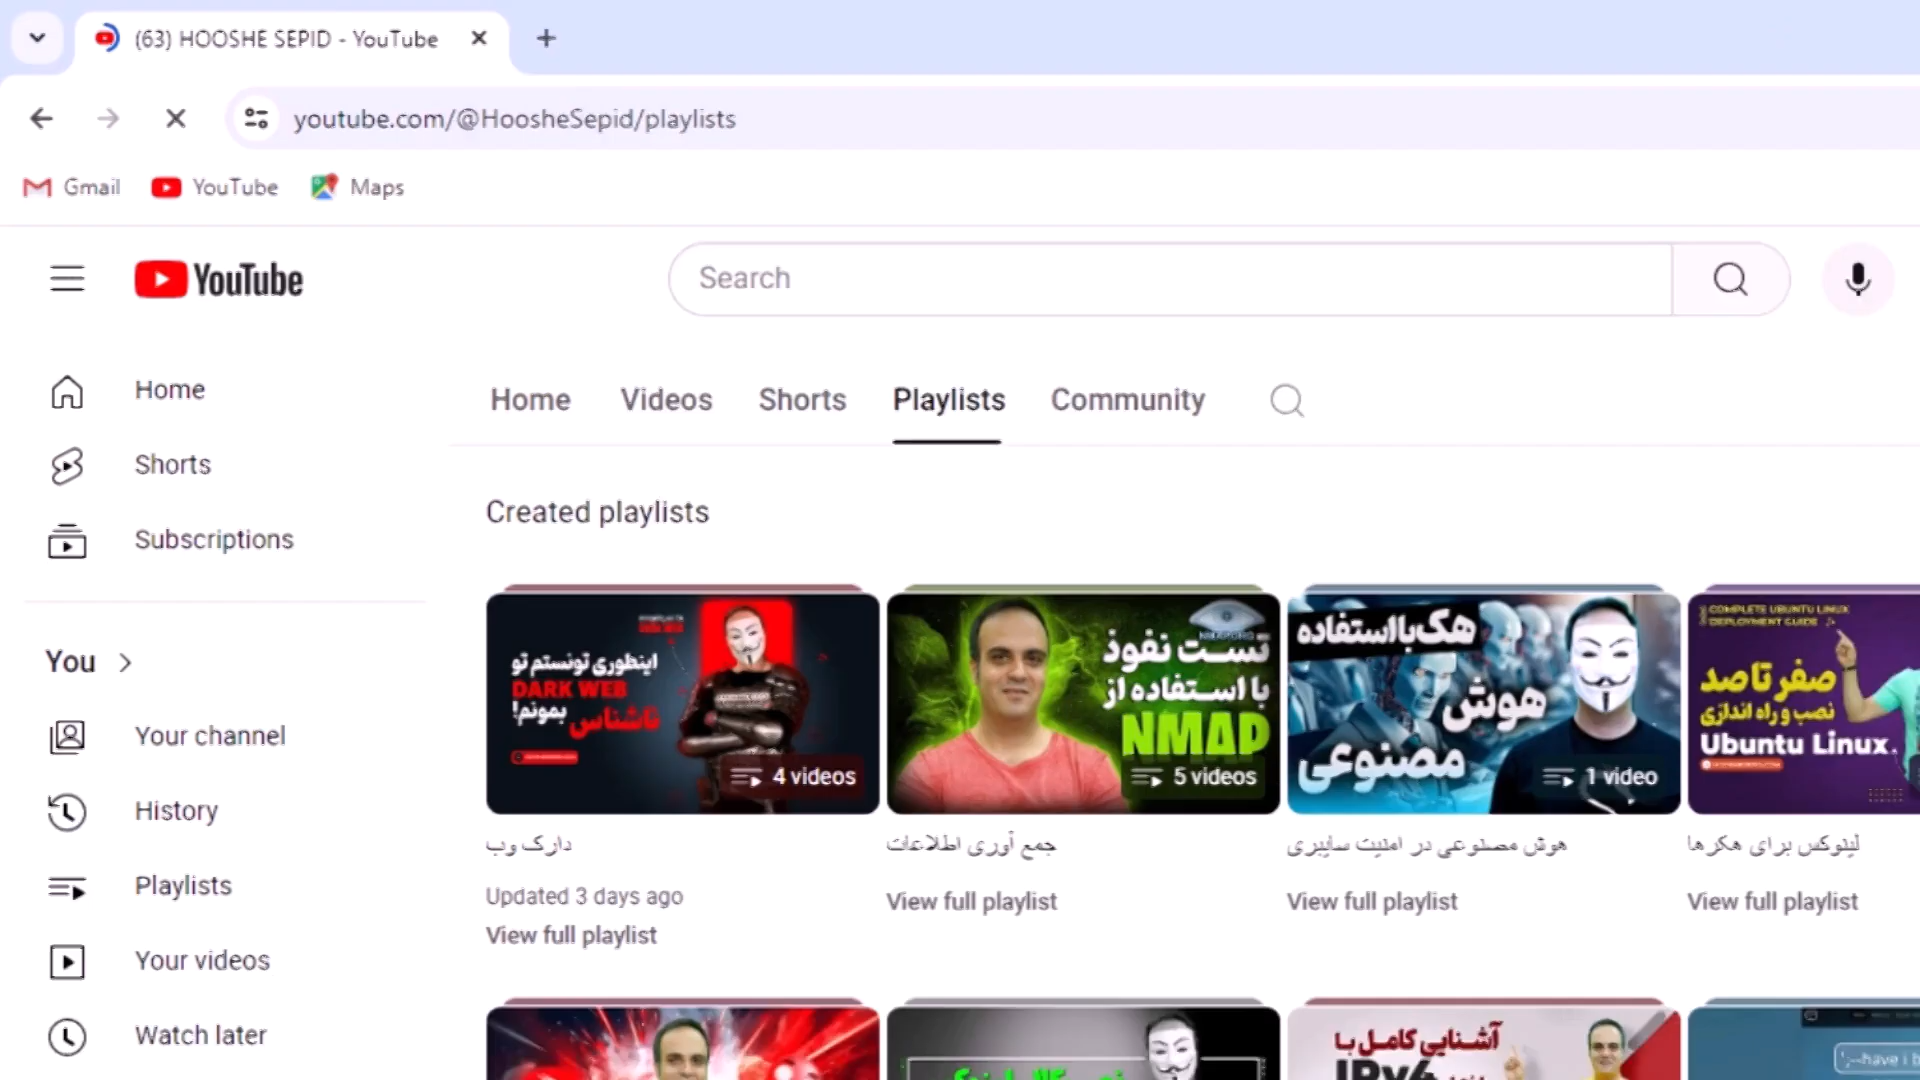 (63) HOOSHE SEPID - YouTube
youtube.com/@HoosheSepid/playlists
Gmail YouTube Maps
YouTube
Search
Home
Shorts
Subscriptions
You
Your channel
History
Playlists
Your videos
Watch later
Home Videos Shorts Playlists Community
Created playlists
DARK WEB
اینطوری تونستم تو
DARK WEB
ناشناس بمونم!
4 videos
دارک وب
Updated 3 days ago
View full playlist
تست نفوذ
با استفاده از
NMAP
5 videos
جمع آوری اطلاعات
View full playlist
هک با استفاده
هوش
مصنوعی
1 video
هوش مصنوعی در امنیت سایبری
View full playlist
COMPLETE UBUNTU LINUX
DEPLOYMENT GUIDE
صفر تا صد
نصب و راه اندازی
Ubuntu Linux
لینوکس برای هکرها
View full playlist
آشنایی کامل با
IPv4
have i b